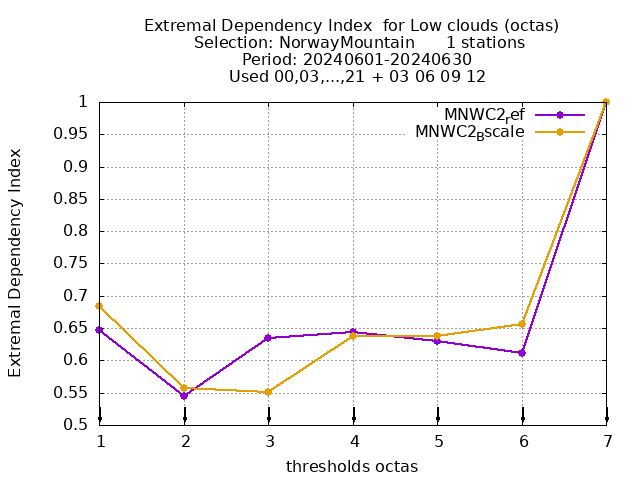 Extremal Dependency Index  for Low clouds (octas)
Selection: NorwayMountain      1 stations
Period: 20240601-20240630
Used 00,03,...,21 + 03 06 09 12
MNWC2ref
MNWC2Bscale
1
0.95
0.9
0.85
0.8
0.75
0.7
0.65
0.6
0.55
0.5
Extremal Dependency Index
1 2 3 4 5 6 7
thresholds octas